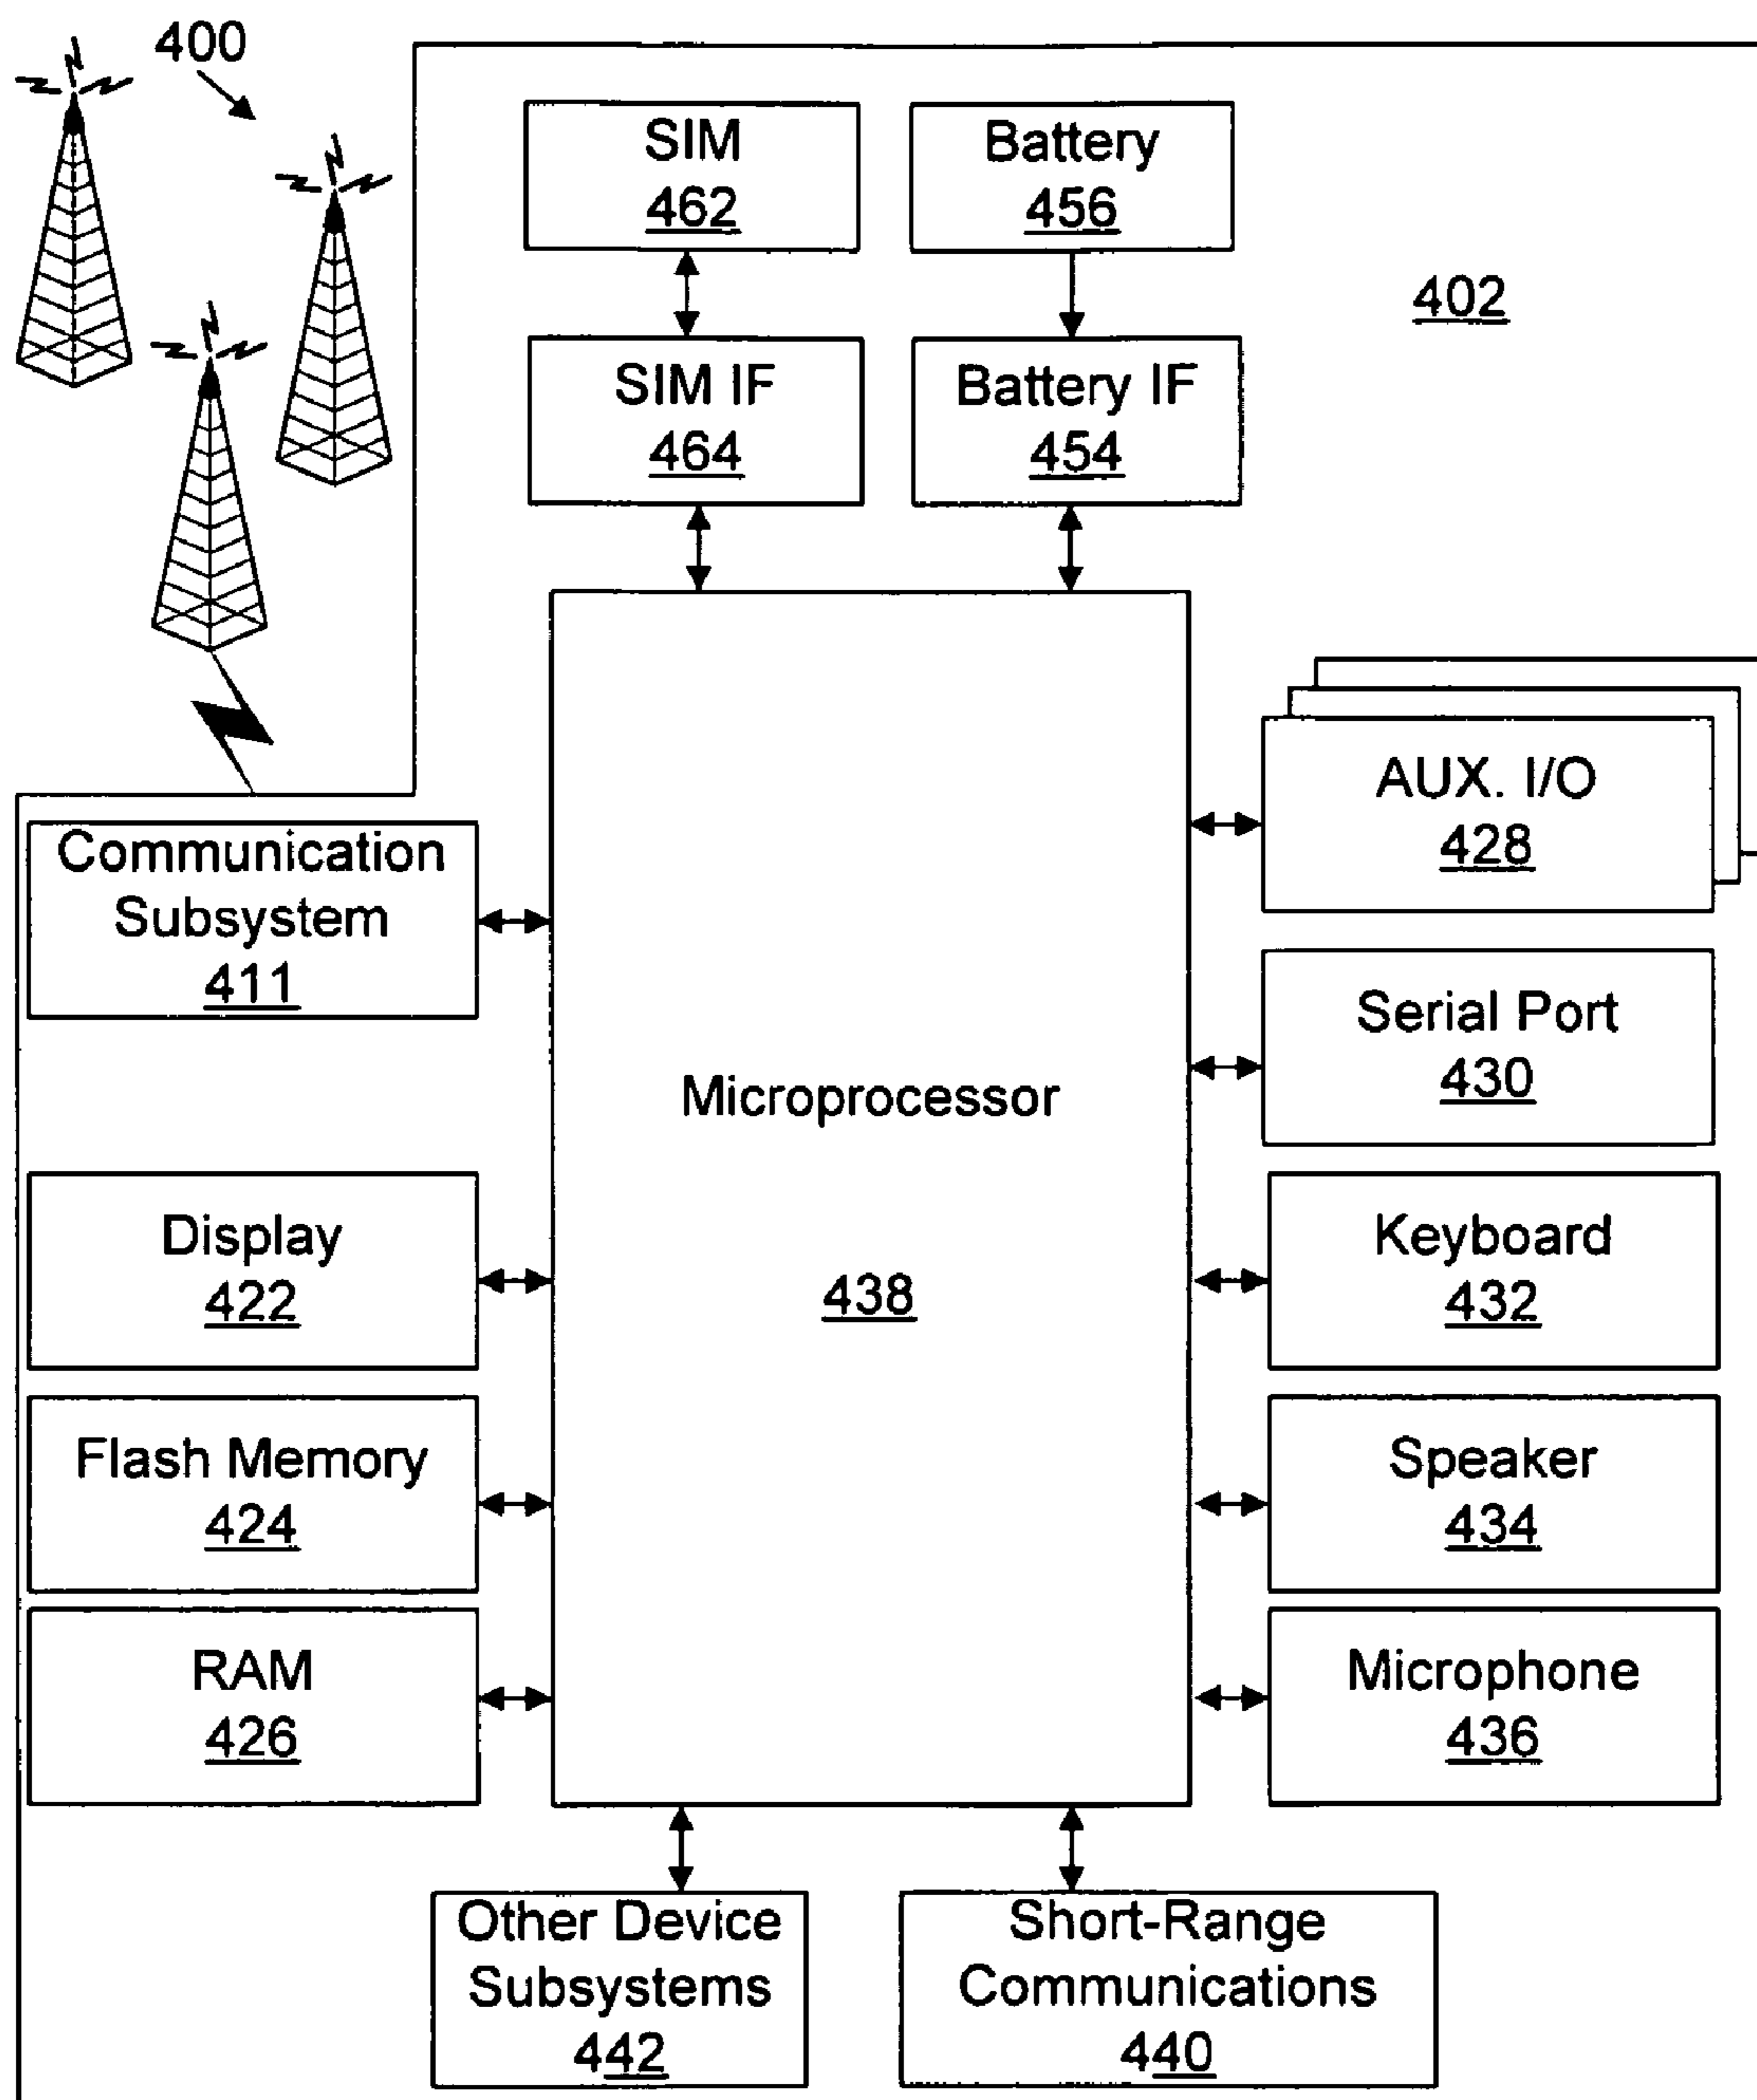 400
SIM
462
Battery
456
402
SIM IF
464
Battery IF
454
AUX. I/O
428
Communication
Subsystem
411
Serial Port
430
Microprocessor
438
Display
422
Keyboard
432
Flash Memory
424
Speaker
434
RAM
426
Microphone
436
Other Device
Subsystems
442
Short-Range
Communications
440